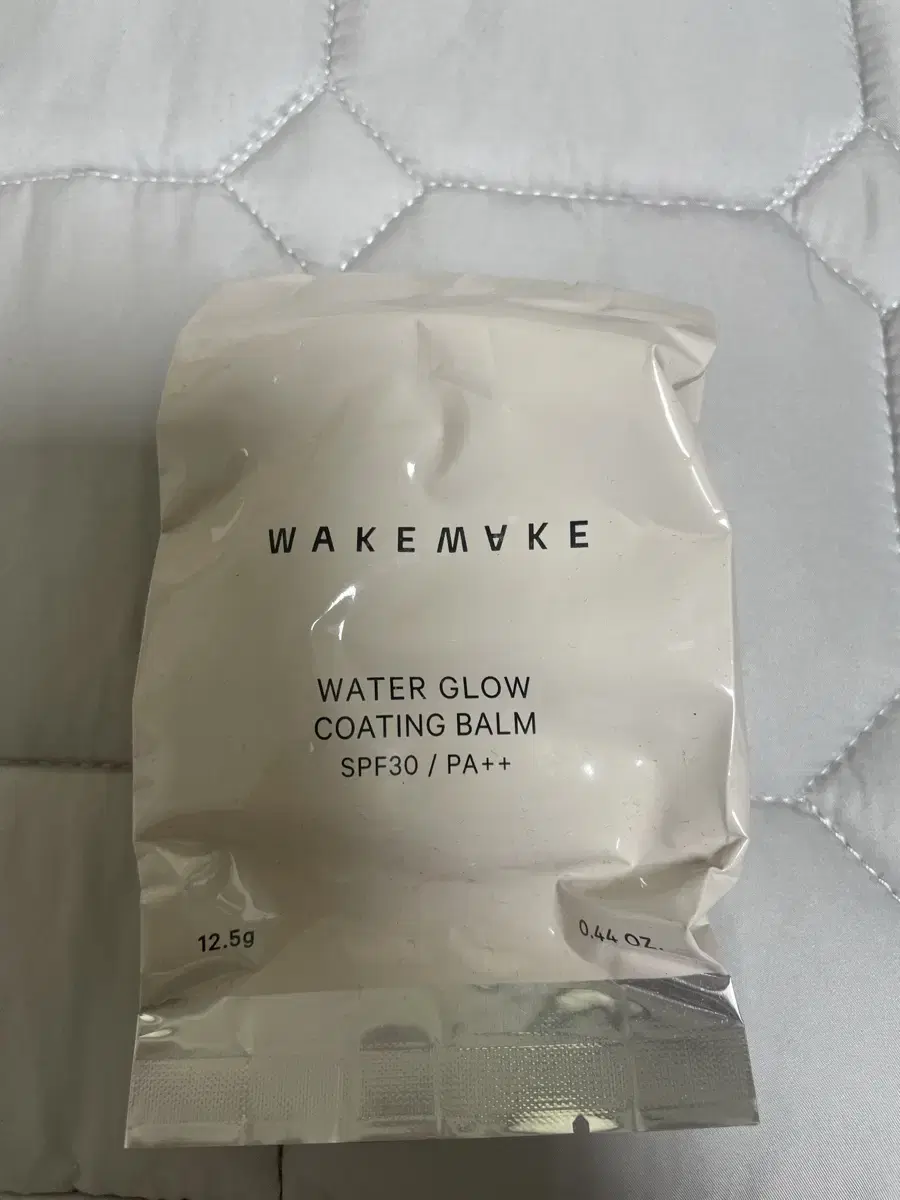 WAKEMAKE
WATER GLOW
COATING BALM
SPF30 / PA++
12.5g
0.44 OZ.